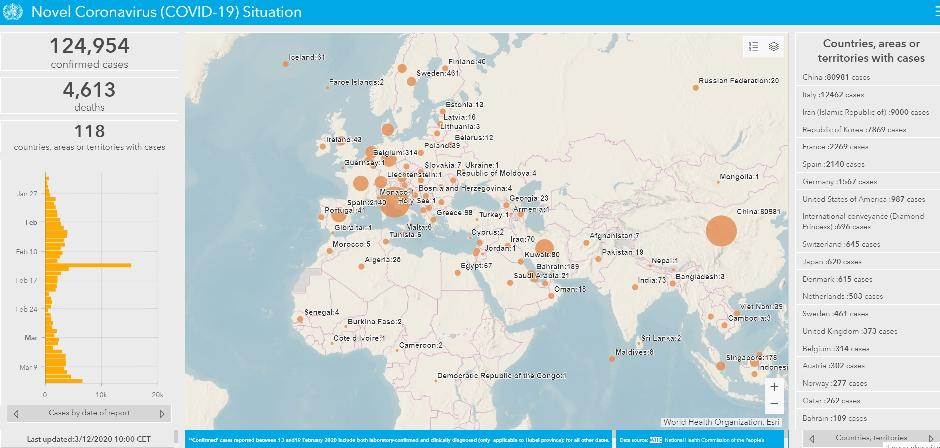 Novel Coronavirus (COVID-19) Situation
124,954
confirmed cases
4,613
deaths
118
countries, areas or territories with cases
Jan 27
Feb
Feb 10
Feb 17
Feb 24
Mar
Mar 9
0
10k
20k
Cases by date of report
Last updated:3/12/2020 10:00 CET
Iceland:61
Finland:40
Faroe Islands:2
Sweden:461
Russian Federation:20
Estonia:13
Latvia:16
Lithuania:3
Ireland:43
Belarus:12
Belgium:314
Guernsey:1
Slovakia:7
Ukraine:1
Liechtenstein:1
Republic of Moldova:4
Mongolia:1
Monaco:1
Bosnia and Herzegovina:4
Spain:2140
Holy See:1
Georgia:23
Portugal:41
Greece:98
Armenia:1
China:80981
Turkey:1
Gibraltar:1
Malta:6
Tunisia:6
Cyprus:2
Morocco:5
Iraq:70
Afghanistan:7
Jordan:1
Kuwait:80
Pakistan:19
Nepal:1
Algeria:26
Egypt:67
Bahrain:189
Saudi Arabia:21
India:73
Bangladesh:3
Oman:18
Viet Nam:39
Cambodia:3
Senegal:4
Burkina Faso:2
Cote d'Ivoire:1
Cameroon:2
Sri Lanka:2
Maldives:8
Singapore:178
Indones
Democratic Republic of the Congo:1
+
−
World Health Organization, Esri
"Confirmed" cases reported between 13 and 19 February 2020 include both laboratory-confirmed and clinically diagnosed (only applicable to Hubei province); for all other dates,
Data source: WHO, National Health Commission of the People's
Countries, areas or
territories with cases
China :80981 cases
Italy :12462 cases
Iran (Islamic Republic of) :9000 cases
Republic of Korea :7869 cases
France :2269 cases
Spain :2140 cases
Germany :1567 cases
United States of America :987 cases
International conveyance (Diamond
Princess) :696 cases
Switzerland :645 cases
Japan :620 cases
Denmark :615 cases
Netherlands :503 cases
Sweden :461 cases
United Kingdom :373 cases
Belgium :314 cases
Austria :302 cases
Norway :277 cases
Qatar :262 cases
Bahrain :189 cases
Countries, territories